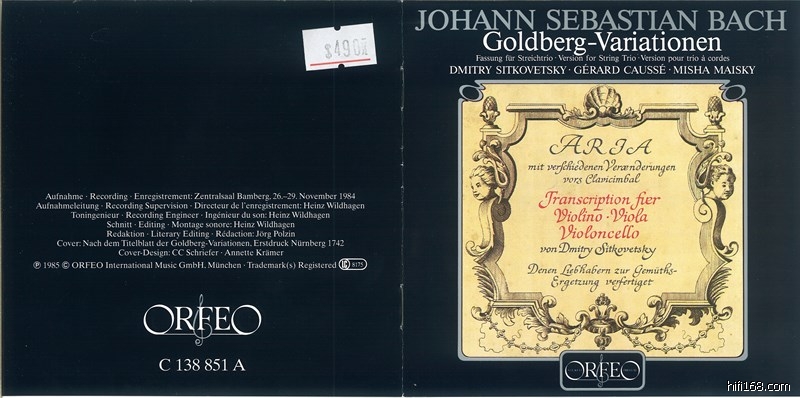 $490.
Aufnahme · Recording · Enregistrement: Zentralsaal Bamberg, 26.–29. November 1984
Aufnahmeleitung · Recording Supervision · Directeur de l'enregistrement: Heinz Wildhagen
Toningenieur · Recording Engineer · Ingénieur du son: Heinz Wildhagen
Schnitt · Editing · Montage sonore: Heinz Wildhagen
Redaktion · Literary Editing · Rédaction: Jörg Polzin
Cover: Nach dem Titelblatt der Goldberg-Variationen, Erstdruck Nürnberg 1742
Cover-Design: CC Schriefer · Annette Krämer
℗ 1985 © ORFEO International Music GmbH, München · Trademark(s) Registered LC 8175
ORFEO
C 138 851 A
JOHANN SEBASTIAN BACH
Goldberg-Variationen
Fassung für Streichtrio · Version for String Trio · Version pour trio à cordes
DMITRY SITKOVETSKY · GÉRARD CAUSSÉ · MISHA MAISKY
ARIA
mit verschiedenen Verænderungen
vors Clavicimbal
Transcription fuer
Violino · Viola
Violoncello
von Dmitry Sitkovetsky
Denen Liebhabern zur Gemüths-
Ergetzung verfertiget
ORFEO
hifi168.com